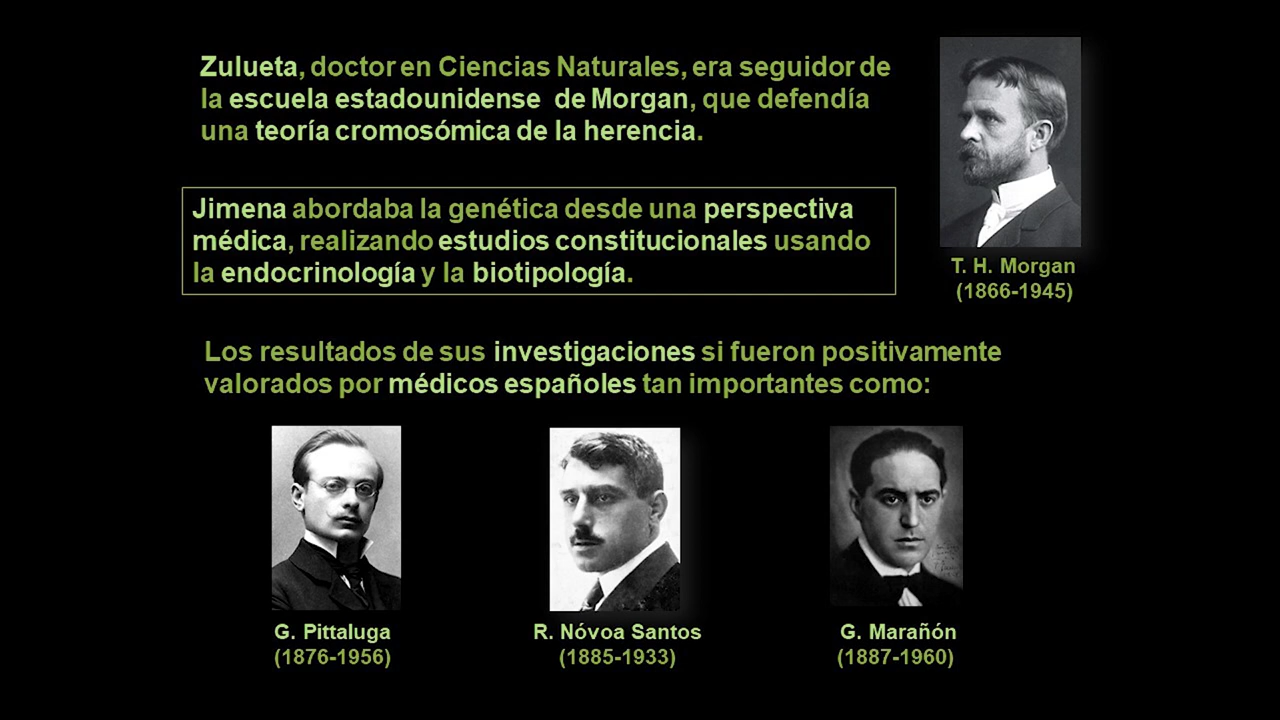 Zulueta, doctor en Ciencias Naturales, era seguidor de
la escuela estadounidense de Morgan, que defendía
una teoría cromosómica de la herencia.
T. H. Morgan
(1866-1945)
Jimena abordaba la genética desde una perspectiva
médica, realizando estudios constitucionales usando
la endocrinología y la biotipología.
Los resultados de sus investigaciones si fueron positivamente
valorados por médicos españoles tan importantes como:
G. Pittaluga
(1876-1956)
R. Nóvoa Santos
(1885-1933)
G. Marañón
(1887-1960)